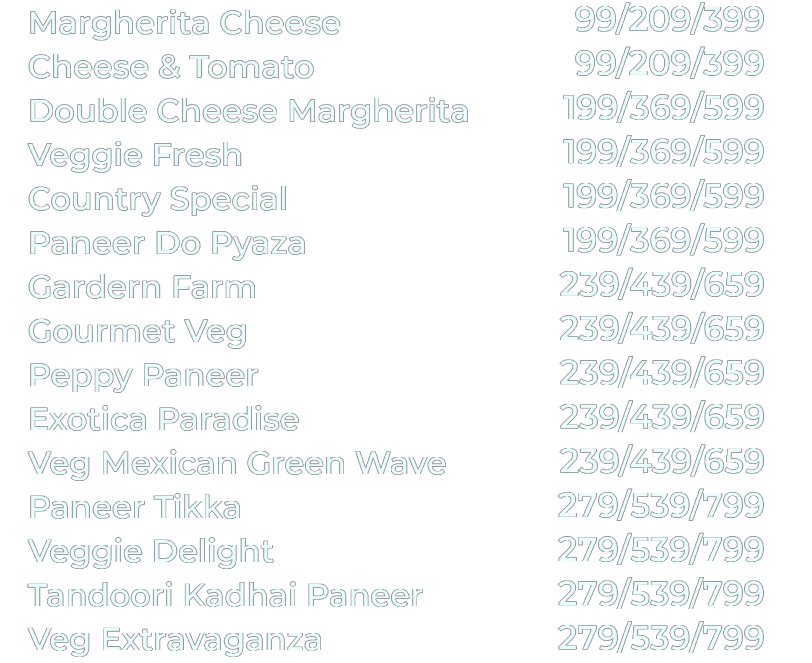 Margherita Cheese 99/209/399
Cheese & Tomato 99/209/399
Double Cheese Margherita 199/369/599
Veggie Fresh 199/369/599
Country Special 199/369/599
Paneer Do Pyaza 199/369/599
Gardern Farm 239/439/659
Gourmet Veg 239/439/659
Peppy Paneer 239/439/659
Exotica Paradise 239/439/659
Veg Mexican Green Wave 239/439/659
Paneer Tikka 279/539/799
Veggie Delight 279/539/799
Tandoori Kadhai Paneer 279/539/799
Veg Extravaganza 279/539/799